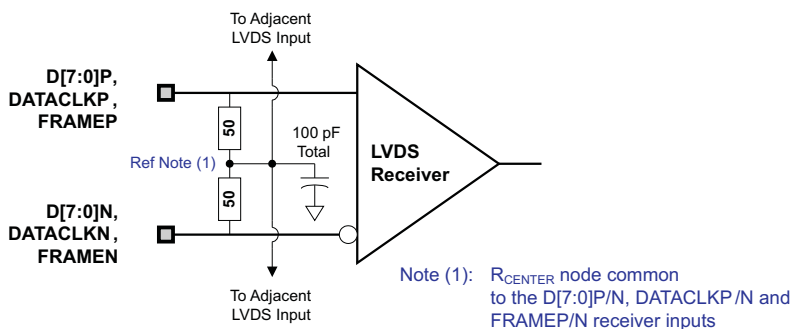 To Adjacent
LVDS Input
D[7:0]P,
DATACLKP,
FRAMEP
50
100 pF
Total
LVDS
Receiver
Ref Note (1)
50
D[7:0]N,
DATACLKN,
FRAMEN
To Adjacent
LVDS Input
Note (1): RCENTER node common
to the D[7:0]P/N, DATACLKP/N and
FRAMEP/N receiver inputs